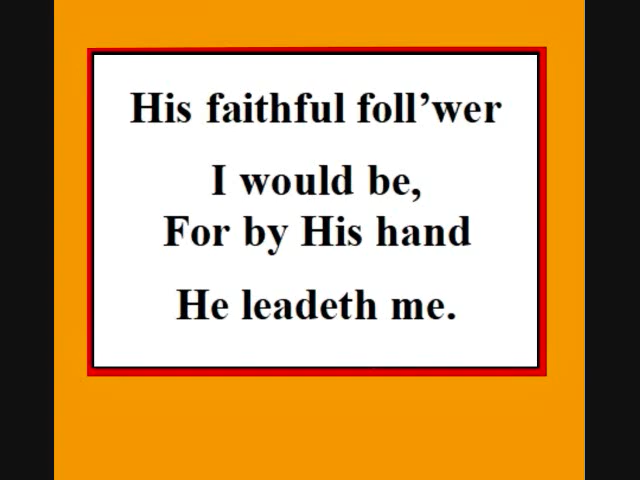 His faithful foll’wer
I would be,
For by His hand
He leadeth me.